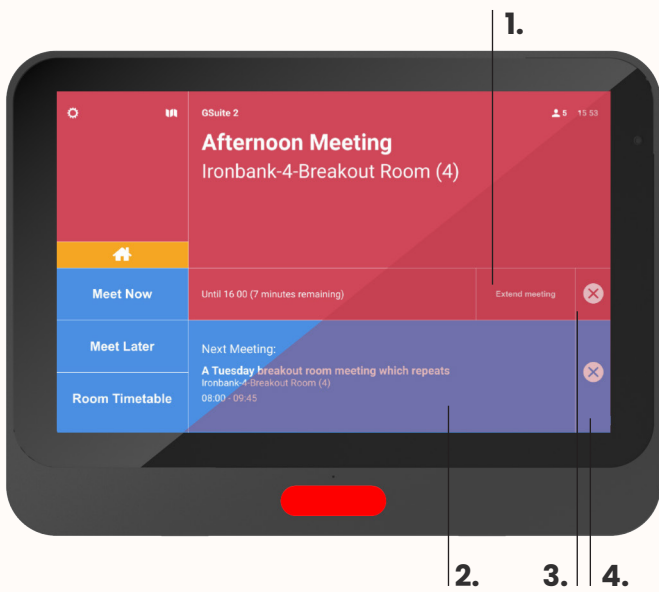 1.
GSuite 2
5 15 53
Afternoon Meeting
Ironbank-4-Breakout Room (4)
Meet Now
Until 16 00 (7 minutes remaining)
Extend meeting
Meet Later
Next Meeting:
A Tuesday breakout room meeting which repeats
Ironbank-4-Breakout Room (4)
08:00 - 09:45
Room Timetable
2.
3.
4.